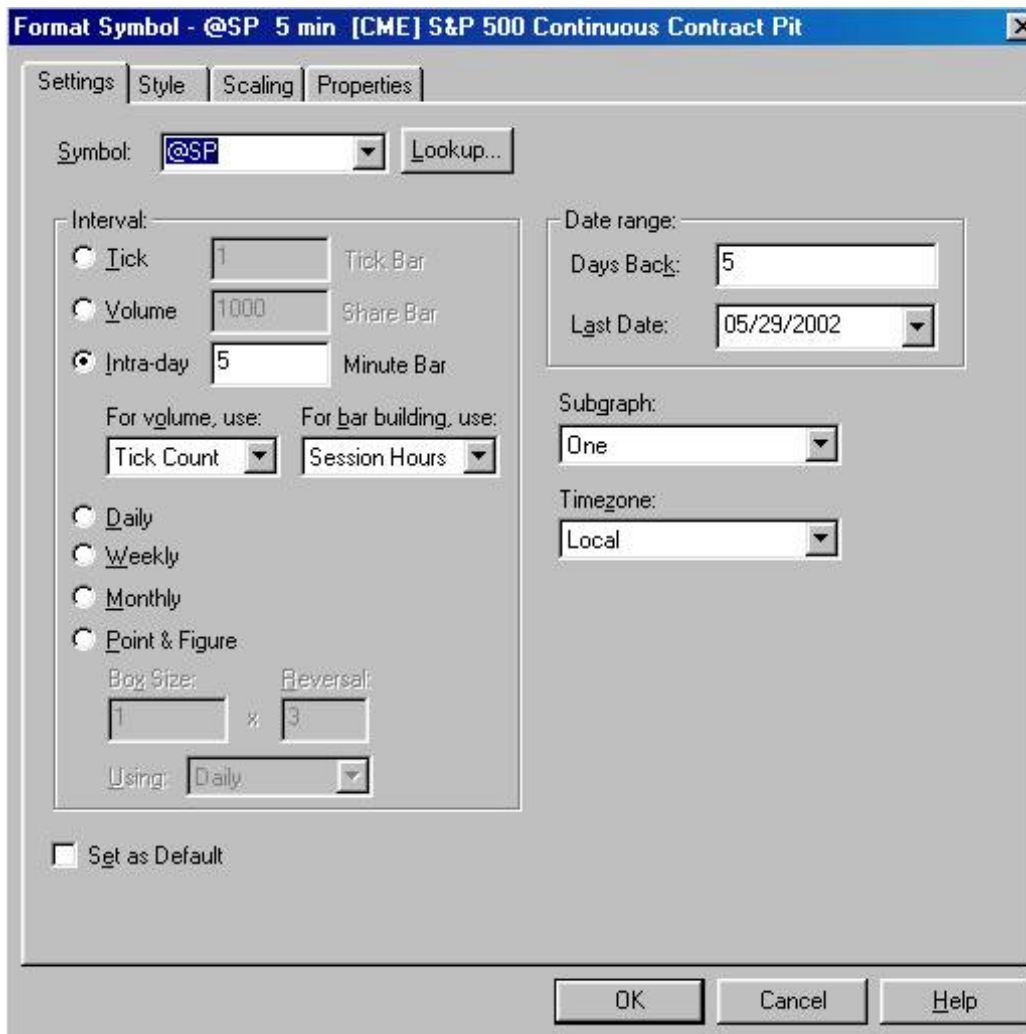 Format Symbol - @SP 5 min [CME] S&P 500 Continuous Contract Pit
Settings Style Scaling Properties
Symbol: @SP Lookup...
Interval:
Tick 1 Tick Bar
Volume 1000 Share Bar
Intra-day 5 Minute Bar
For volume, use: For bar building, use:
Tick Count Session Hours
Daily
Weekly
Monthly
Point & Figure
Box Size: Reversal:
1 x 3
Using: Daily
Date range:
Days Back: 5
Last Date: 05/29/2002
Subgraph:
One
Timezone:
Local
Set as Default
OK Cancel Help